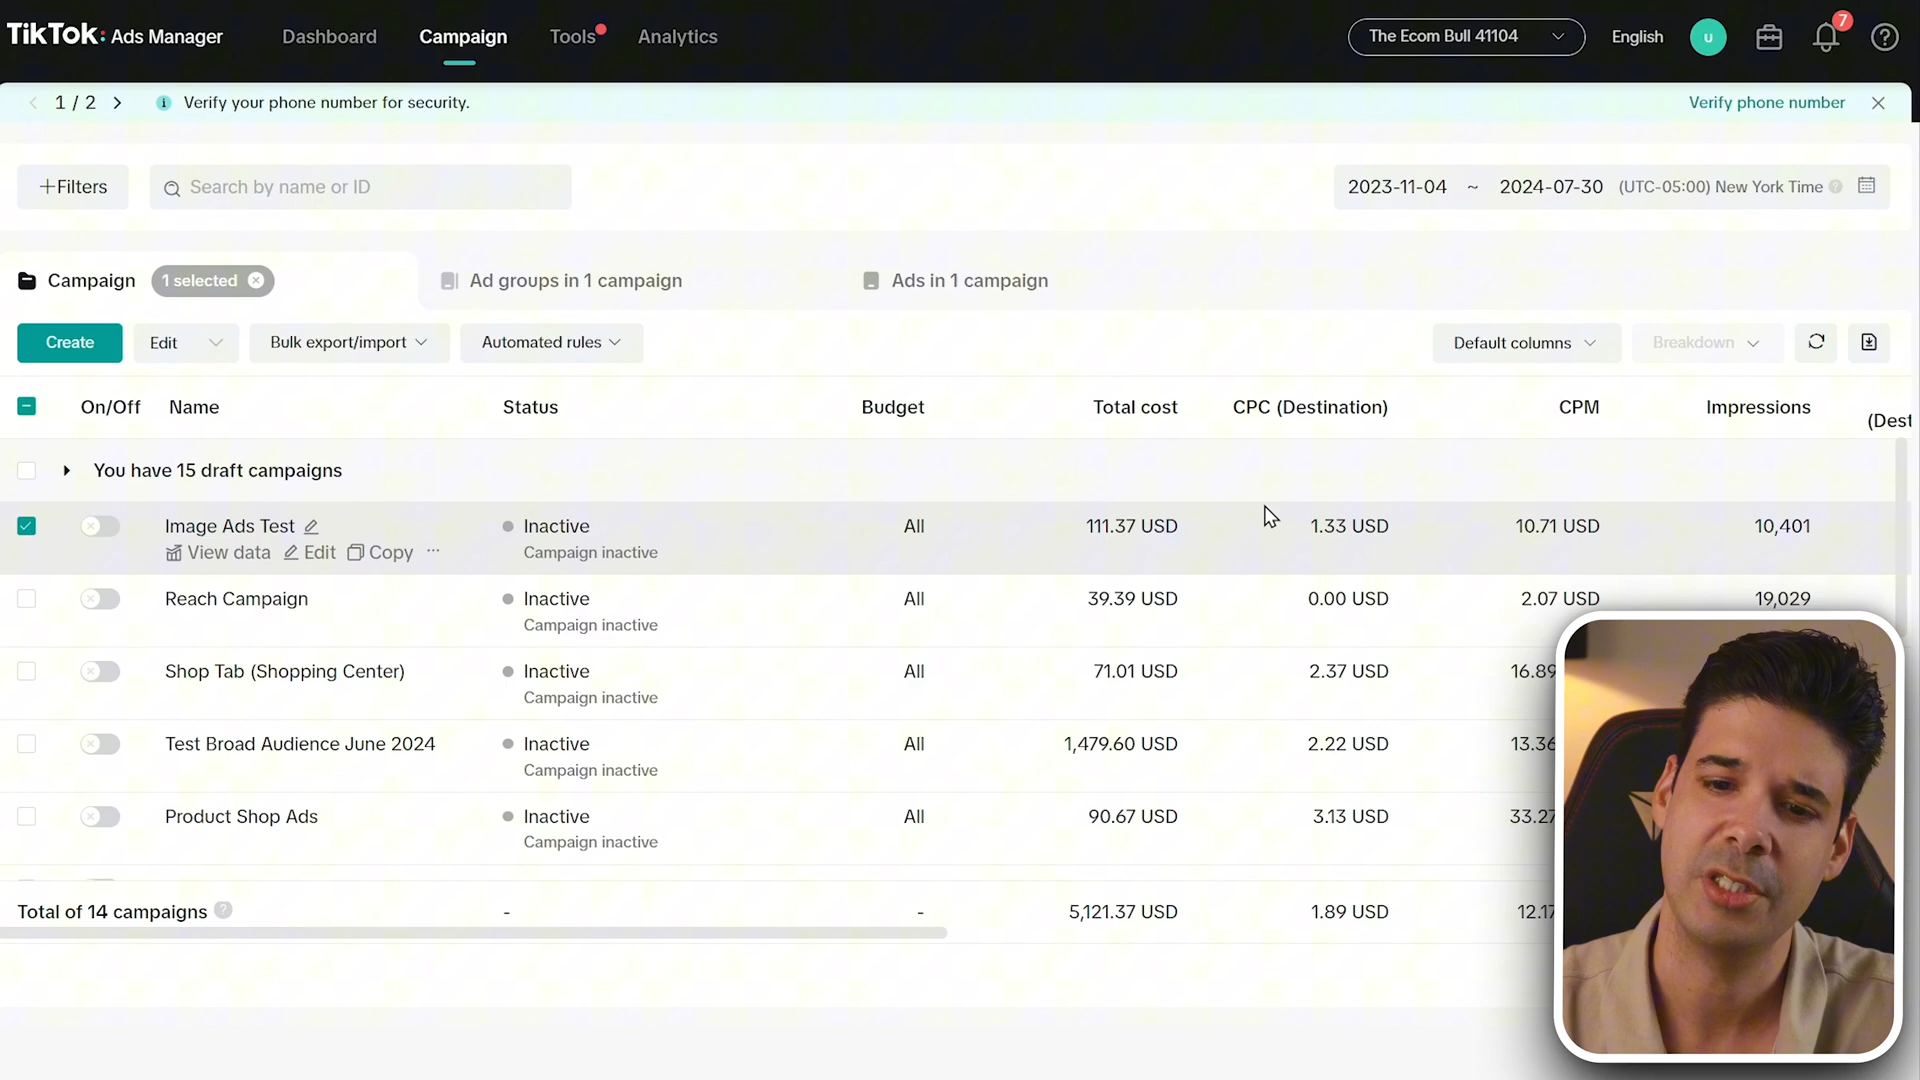 TikTok: Ads Manager Dashboard Campaign Tools Analytics The Ecom Bull 41104 English U 7
1 / 2 Verify your phone number for security. Verify phone number
+Filters Search by name or ID 2023-11-04 ~ 2024-07-30 (UTC-05:00) New York Time
Campaign 1 selected Ad groups in 1 campaign Ads in 1 campaign
Create Edit Bulk export/import Automated rules Default columns Breakdown
On/Off Name Status Budget Total cost CPC (Destination) CPM Impressions (Dest
You have 15 draft campaigns
Image Ads Test Inactive All 111.37 USD 1.33 USD 10.71 USD 10,401
View data Edit Copy ... Campaign inactive
Reach Campaign Inactive All 39.39 USD 0.00 USD 2.07 USD 19,029
Campaign inactive
Shop Tab (Shopping Center) Inactive All 71.01 USD 2.37 USD 16.89
Campaign inactive
Test Broad Audience June 2024 Inactive All 1,479.60 USD 2.22 USD 13.36
Campaign inactive
Product Shop Ads Inactive All 90.67 USD 3.13 USD 33.27
Campaign inactive
Total of 14 campaigns - - 5,121.37 USD 1.89 USD 12.17